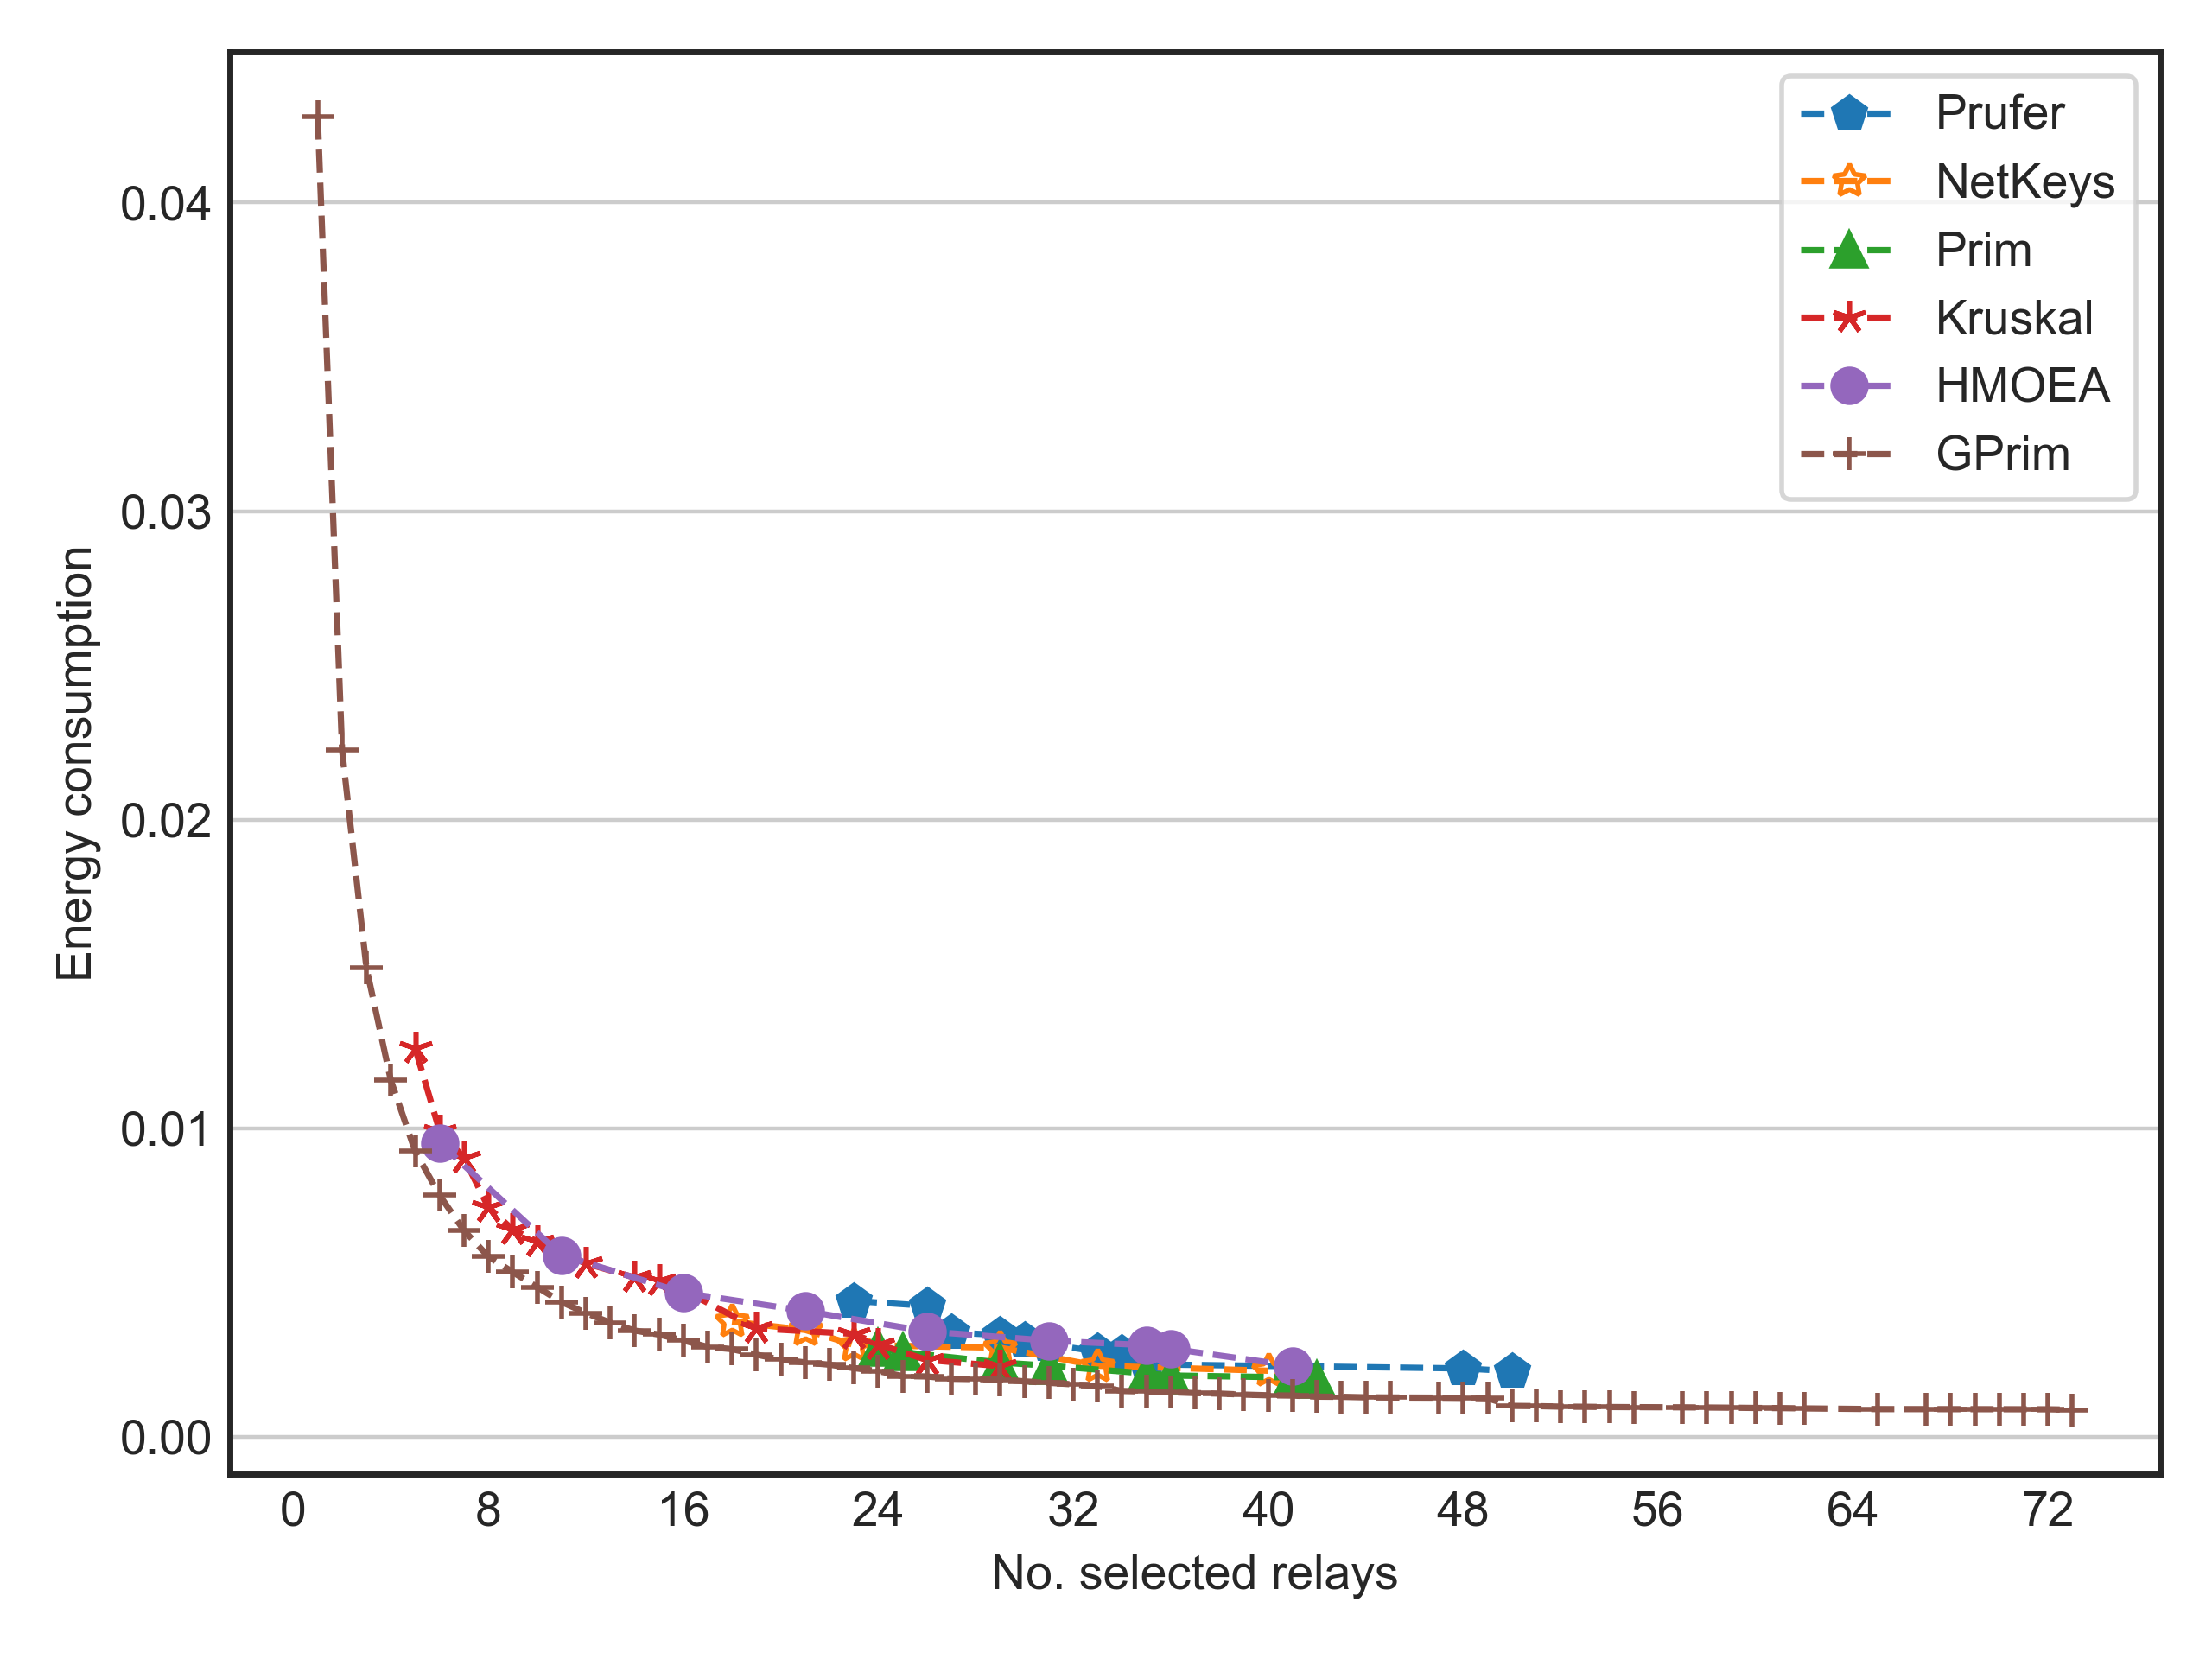 Prufer
NetKeys
Prim
Kruskal
HMOEA
GPrim
0.04
0.03
0.02
0.01
0.00
Energy consumption
0 8 16 24 32 40 48 56 64 72
No. selected relays